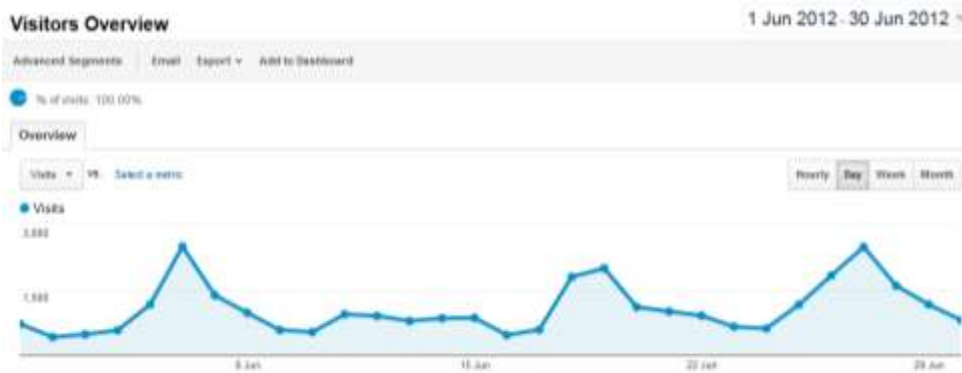 Visitors Overview
1 Jun 2012 - 30 Jun 2012
Advanced Segments Email Export Add to Dashboard
% of visits: 100.00%
Overview
Visits vs. Select a metric
Hourly Day Week Month
Visits
3,000
1,500
8 Jun 15 Jun 22 Jun 29 Jun